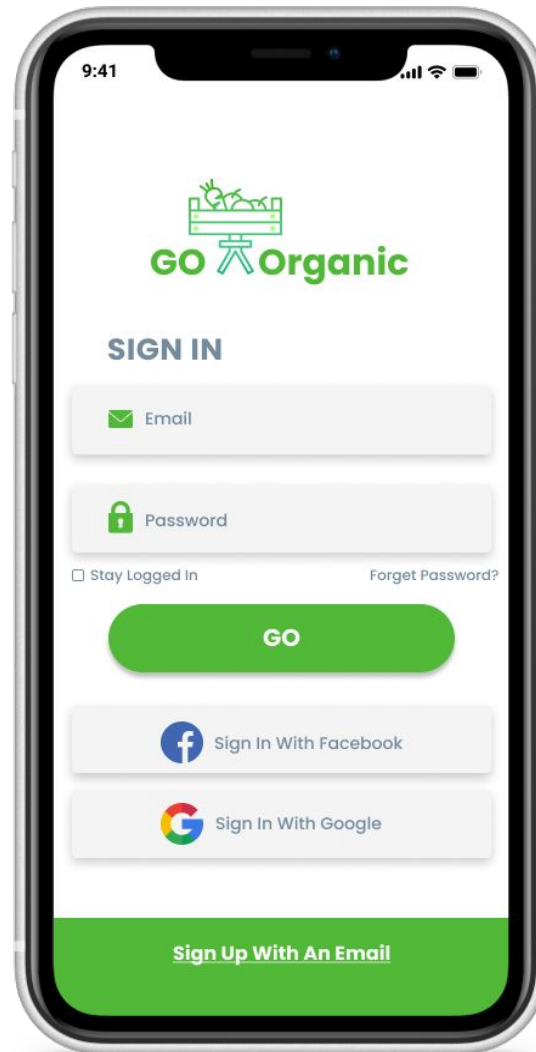 9:41
GO Organic
SIGN IN
Email
Password
Stay Logged In Forget Password?
GO
Sign In With Facebook
Sign In With Google
Sign Up With An Email